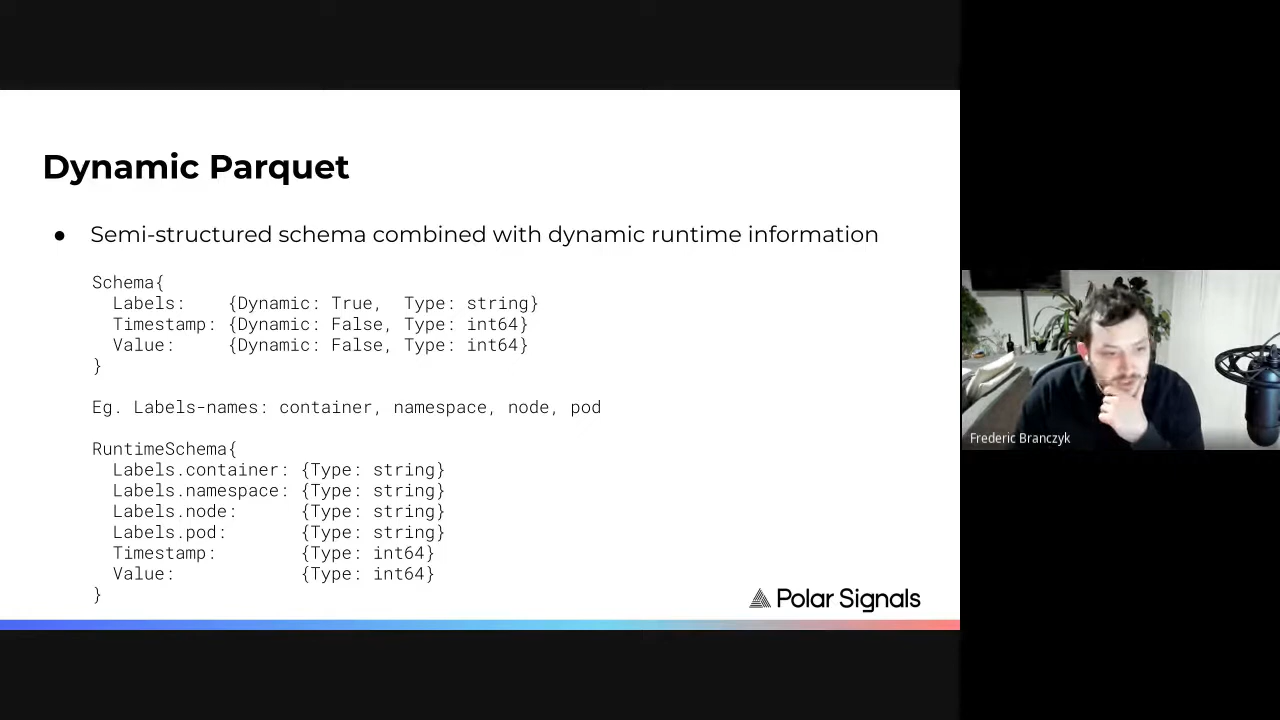 Dynamic Parquet
● Semi-structured schema combined with dynamic runtime information
Schema{
  Labels:    {Dynamic: True,  Type: string}
  Timestamp: {Dynamic: False, Type: int64}
  Value:     {Dynamic: False, Type: int64}
}
Eg. Labels-names: container, namespace, node, pod
RuntimeSchema{
  Labels.container: {Type: string}
  Labels.namespace: {Type: string}
  Labels.node:      {Type: string}
  Labels.pod:       {Type: string}
  Timestamp:        {Type: int64}
  Value:            {Type: int64}
}
Polar Signals
Frederic Branczyk